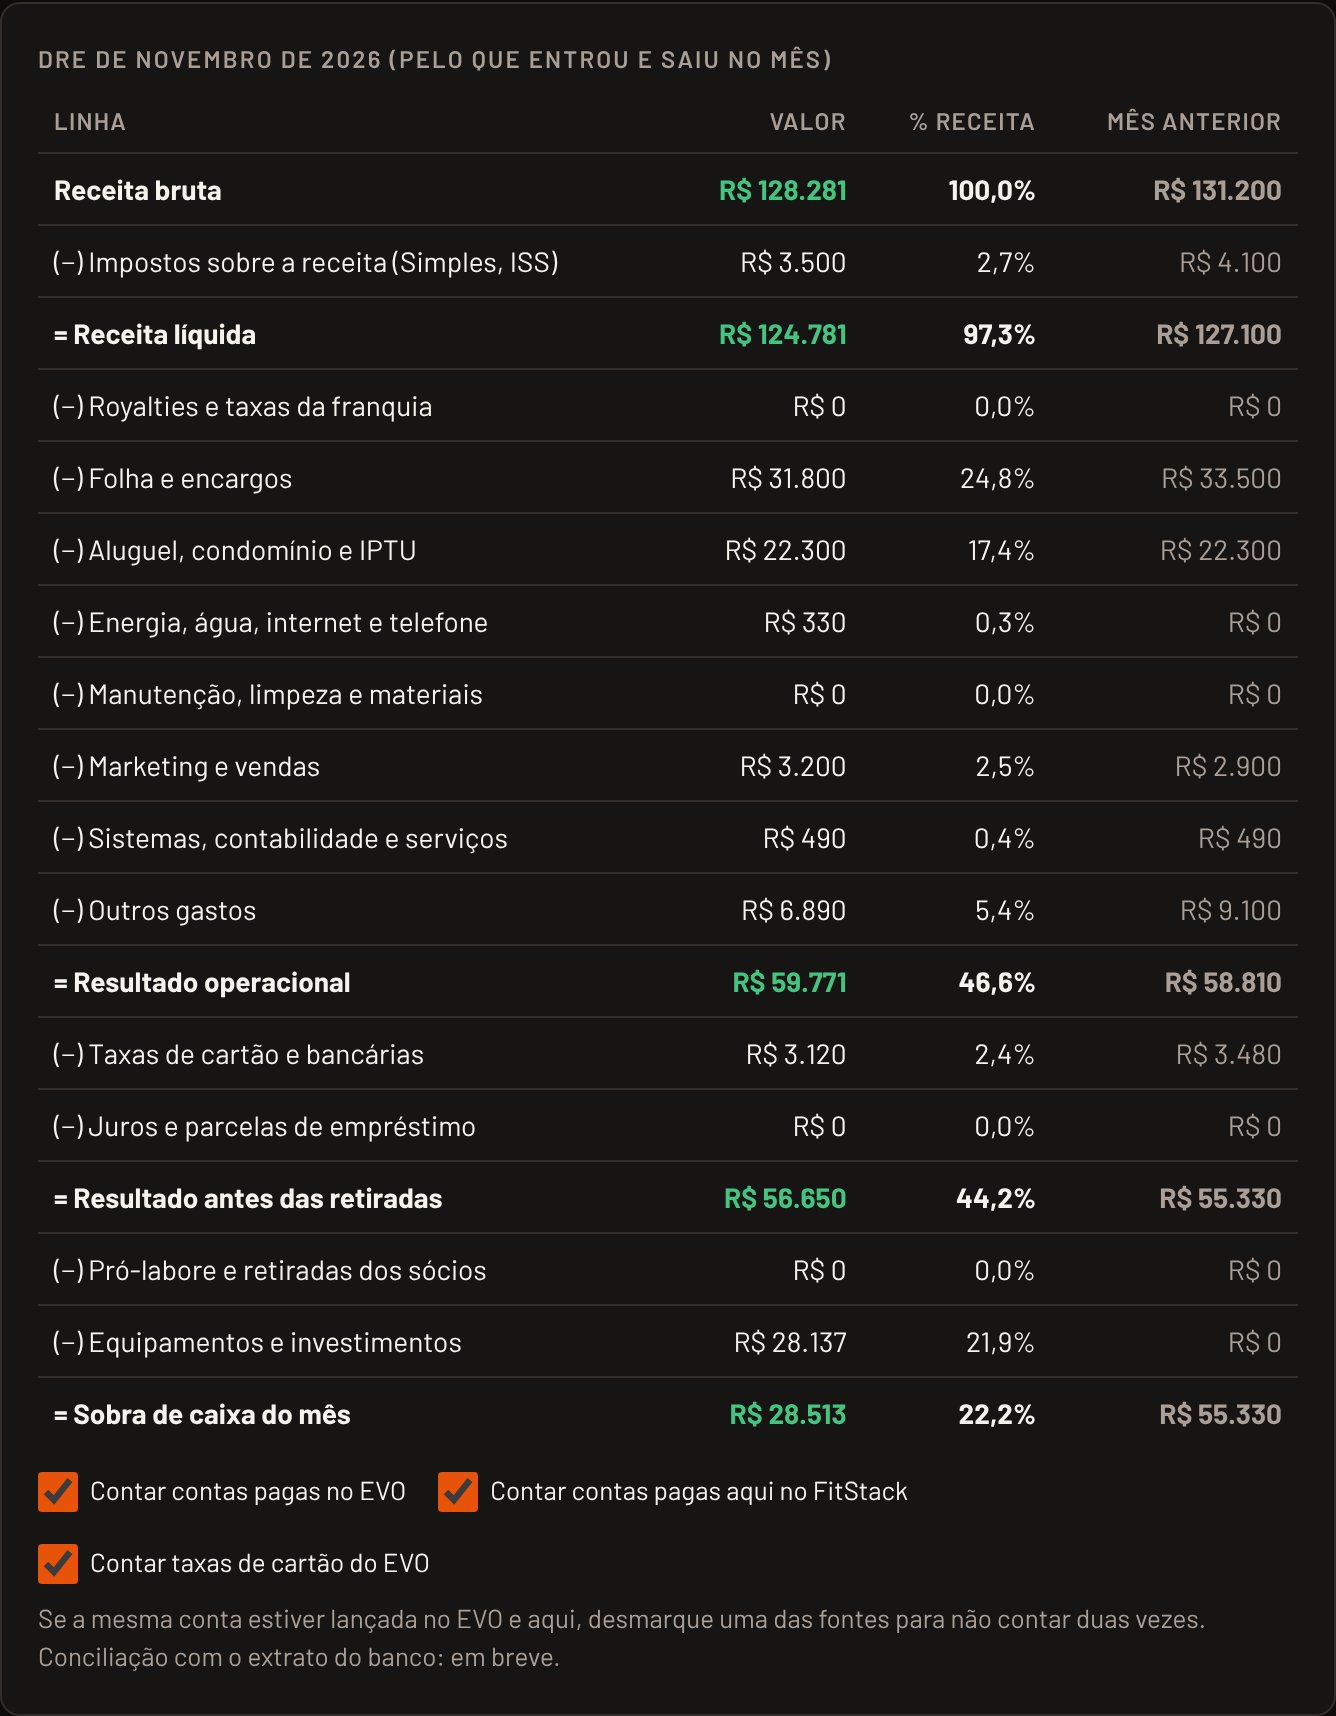 DRE DE NOVEMBRO DE 2026 (PELO QUE ENTROU E SAIU NO MÊS)
LINHA VALOR % RECEITA MÊS ANTERIOR
Receita bruta R$ 128.281 100,0% R$ 131.200
(−) Impostos sobre a receita (Simples, ISS) R$ 3.500 2,7% R$ 4.100
= Receita líquida R$ 124.781 97,3% R$ 127.100
(−) Royalties e taxas da franquia R$ 0 0,0% R$ 0
(−) Folha e encargos R$ 31.800 24,8% R$ 33.500
(−) Aluguel, condomínio e IPTU R$ 22.300 17,4% R$ 22.300
(−) Energia, água, internet e telefone R$ 330 0,3% R$ 0
(−) Manutenção, limpeza e materiais R$ 0 0,0% R$ 0
(−) Marketing e vendas R$ 3.200 2,5% R$ 2.900
(−) Sistemas, contabilidade e serviços R$ 490 0,4% R$ 490
(−) Outros gastos R$ 6.890 5,4% R$ 9.100
= Resultado operacional R$ 59.771 46,6% R$ 58.810
(−) Taxas de cartão e bancárias R$ 3.120 2,4% R$ 3.480
(−) Juros e parcelas de empréstimo R$ 0 0,0% R$ 0
= Resultado antes das retiradas R$ 56.650 44,2% R$ 55.330
(−) Pró-labore e retiradas dos sócios R$ 0 0,0% R$ 0
(−) Equipamentos e investimentos R$ 28.137 21,9% R$ 0
= Sobra de caixa do mês R$ 28.513 22,2% R$ 55.330
Contar contas pagas no EVO Contar contas pagas aqui no FitStack
Contar taxas de cartão do EVO
Se a mesma conta estiver lançada no EVO e aqui, desmarque uma das fontes para não contar duas vezes.
Conciliação com o extrato do banco: em breve.